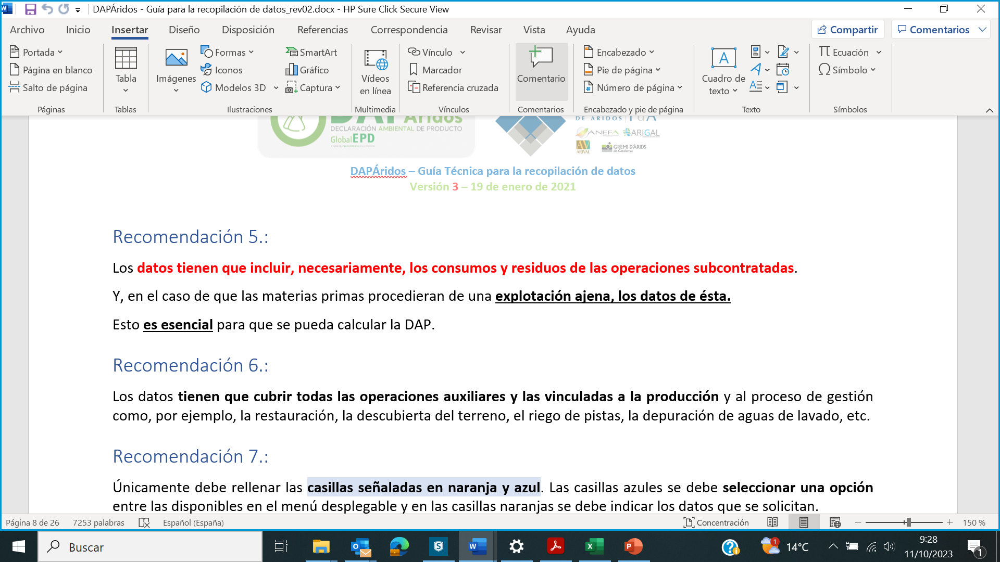 DAPÁridos - Guía para la recopilación de datos_rev02.docx - HP Sure Click Secure View
Archivo Inicio Insertar Diseño Disposición Referencias Correspondencia Revisar Vista Ayuda Compartir Comentarios
Portada
Página en blanco
Salto de página
Páginas
Tabla
Tablas
Imágenes
Formas
Iconos
Modelos 3D
SmartArt
Gráfico
Captura
Ilustraciones
Vídeos
en línea
Multimedia
Vínculo
Marcador
Referencia cruzada
Vínculos
Comentario
Comentarios
Encabezado
Pie de página
Número de página
Encabezado y pie de página
Cuadro de
texto
Texto
Ecuación
Símbolo
Símbolos
DECLARACIÓN AMBIENTAL DE PRODUCTO
GlobalEPD
DE ARIDOS
ANEFA ARIGAL
ARIVAL
GREMI D'ÀRIDS
de Catalunya
DAPÁridos – Guía Técnica para la recopilación de datos
Versión 3 – 19 de enero de 2021
Recomendación 5.:
Los datos tienen que incluir, necesariamente, los consumos y residuos de las operaciones subcontratadas.
Y, en el caso de que las materias primas procedieran de una explotación ajena, los datos de ésta.
Esto es esencial para que se pueda calcular la DAP.
Recomendación 6.:
Los datos tienen que cubrir todas las operaciones auxiliares y las vinculadas a la producción y al proceso de gestión
como, por ejemplo, la restauración, la descubierta del terreno, el riego de pistas, la depuración de aguas de lavado, etc.
Recomendación 7.:
Únicamente debe rellenar las casillas señaladas en naranja y azul. Las casillas azules se debe seleccionar una opción
entre las disponibles en el menú desplegable y en las casillas naranjas se debe indicar los datos que se solicitan.
Página 8 de 26 7253 palabras Español (España) Concentración 150 %
Buscar
14°C
9:28
11/10/2023